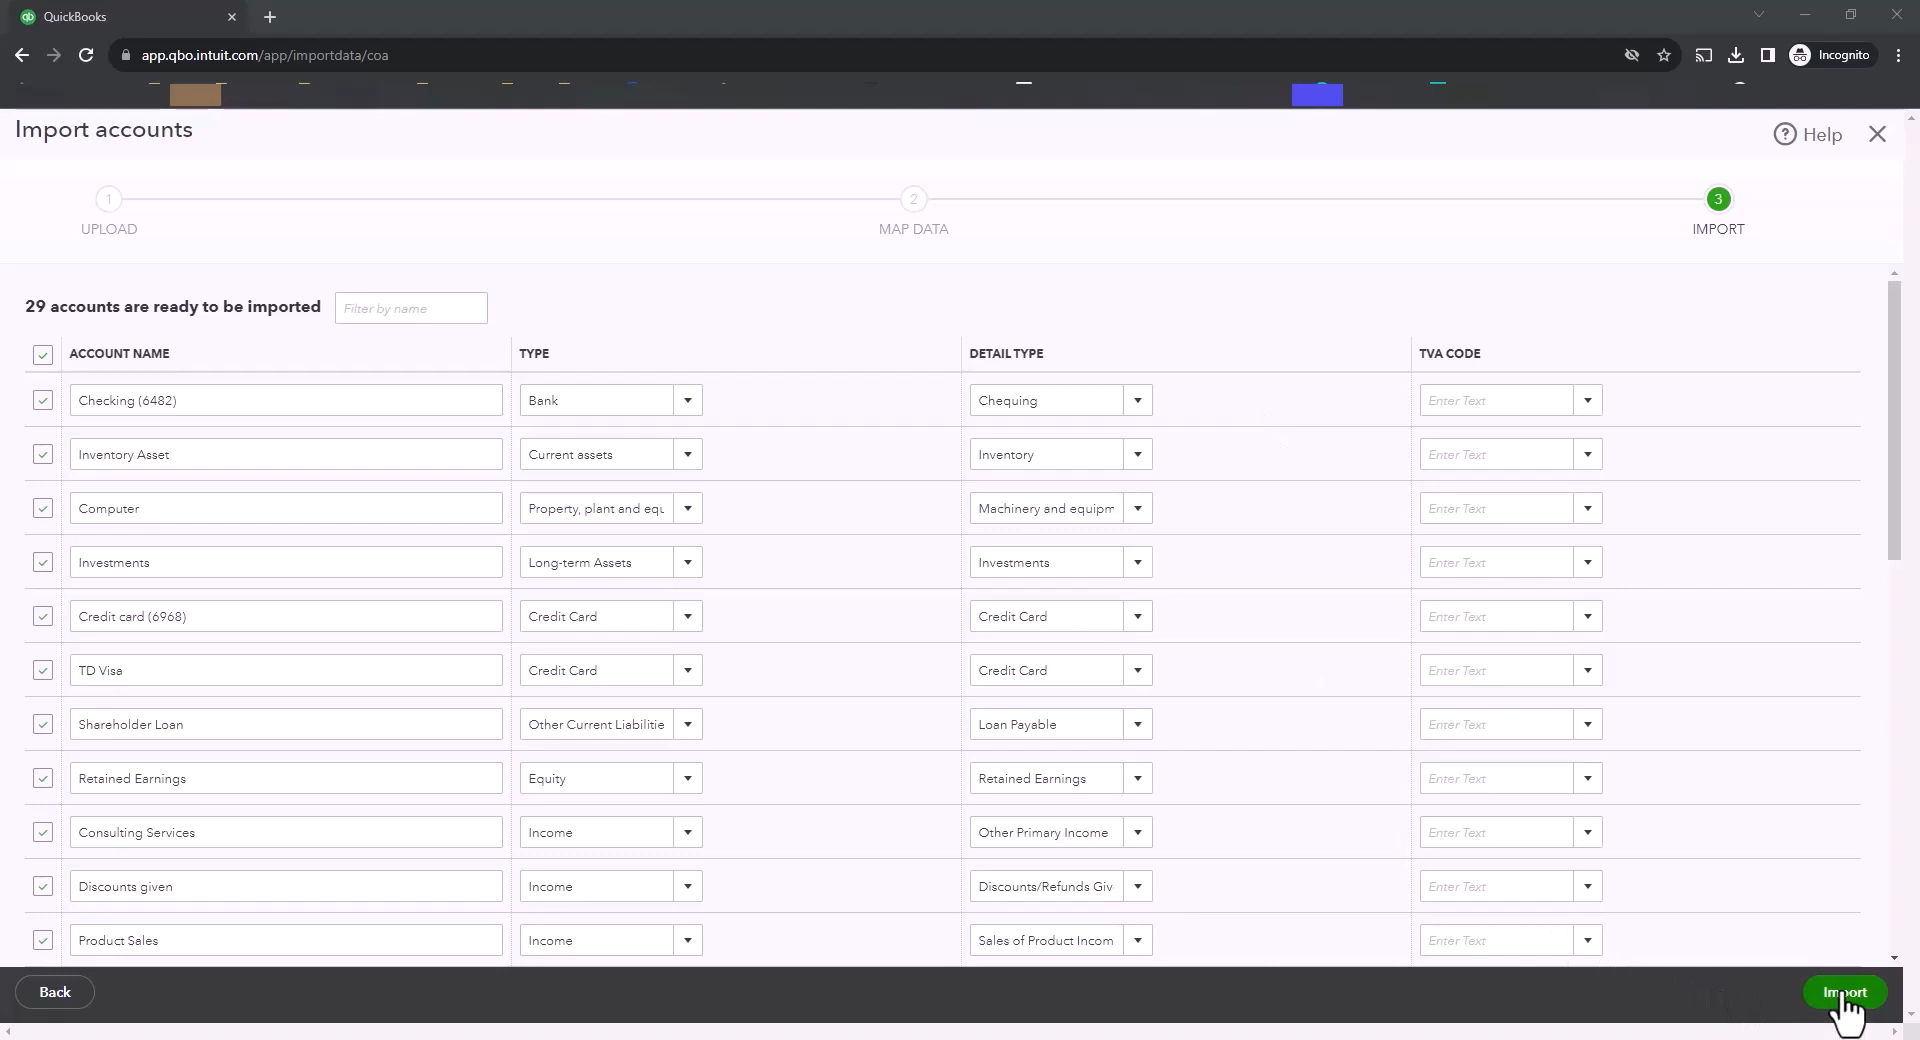 QuickBooks
app.qbo.intuit.com/app/importdata/coa
Incognito
Import accounts
? Help
1 2 3
UPLOAD MAP DATA IMPORT
29 accounts are ready to be imported Filter by name
ACCOUNT NAME TYPE DETAIL TYPE TVA CODE
Checking (6482) Bank Chequing Enter Text
Inventory Asset Current assets Inventory Enter Text
Computer Property, plant and equ Machinery and equipm Enter Text
Investments Long-term Assets Investments Enter Text
Credit card (6968) Credit Card Credit Card Enter Text
TD Visa Credit Card Credit Card Enter Text
Shareholder Loan Other Current Liabilitie Loan Payable Enter Text
Retained Earnings Equity Retained Earnings Enter Text
Consulting Services Income Other Primary Income Enter Text
Discounts given Income Discounts/Refunds Giv Enter Text
Product Sales Income Sales of Product Incom Enter Text
Back Import